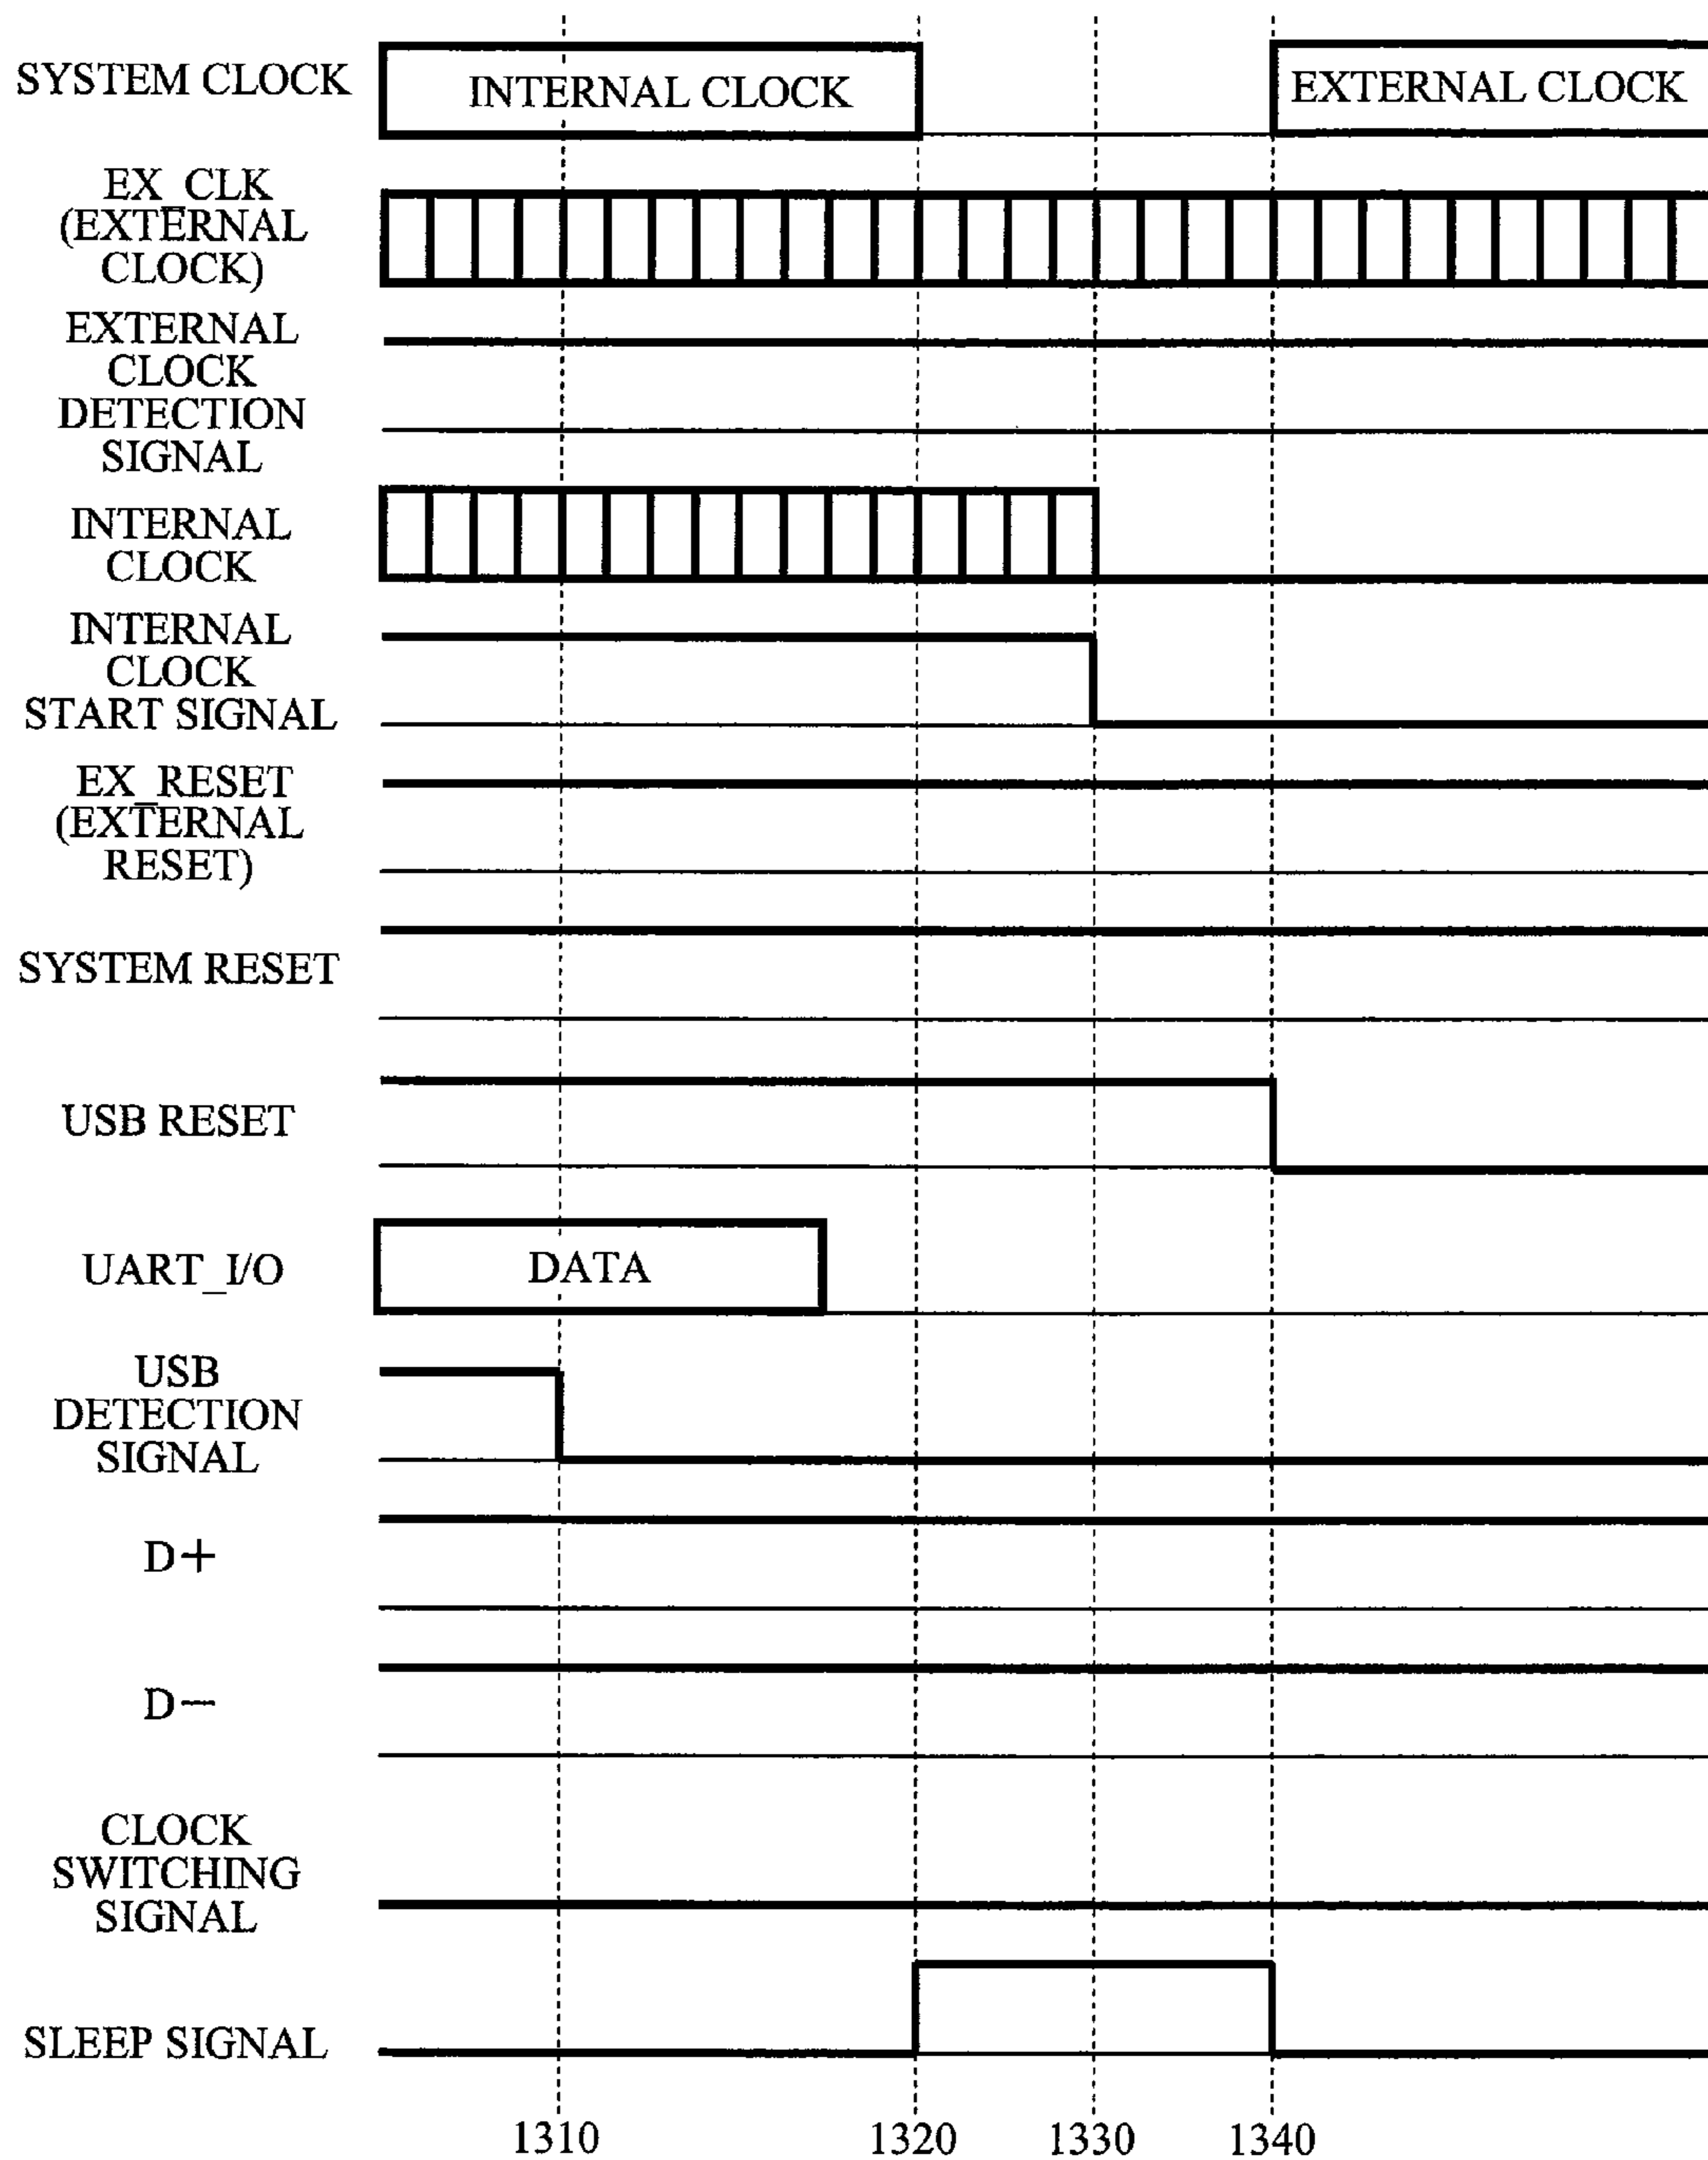 SYSTEM CLOCK
INTERNAL CLOCK
EXTERNAL CLOCK
EX_CLK
(EXTERNAL
CLOCK)
EXTERNAL
CLOCK
DETECTION
SIGNAL
INTERNAL
CLOCK
INTERNAL
CLOCK
START SIGNAL
EX_RESET
(EXTERNAL
RESET)
SYSTEM RESET
USB RESET
UART_I/O
DATA
USB
DETECTION
SIGNAL
D+
D−
CLOCK
SWITCHING
SIGNAL
SLEEP SIGNAL
1310 1320 1330 1340